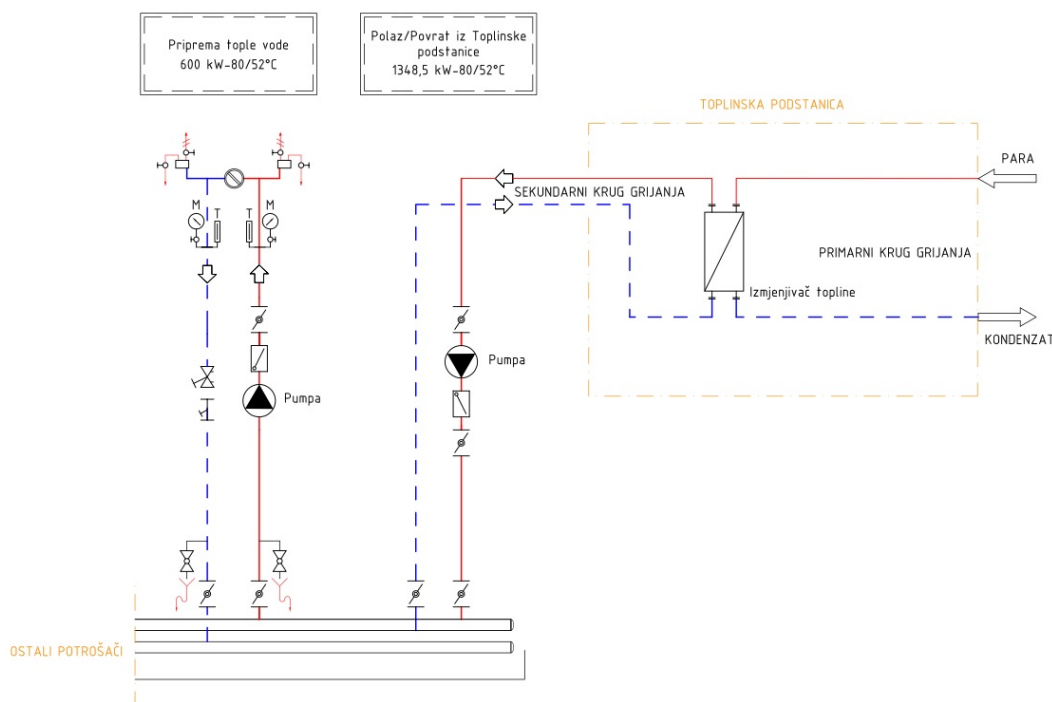 Priprema tople vode
600 kW-80/52°C
Polaz/Povrat iz Toplinske
podstanice
1348,5 kW-80/52°C
TOPLINSKA PODSTANICA
PARA
SEKUNDARNI KRUG GRIJANJA
M
T
T
M
PRIMARNI KRUG GRIJANJA
Izmjenjivač topline
KONDENZAT
Pumpa
Pumpa
OSTALI POTROŠAČI